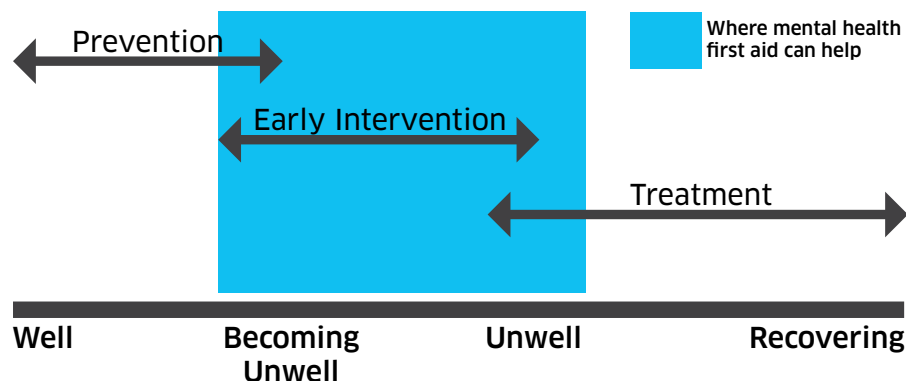 Prevention
Where mental health
first aid can help
Early Intervention
Treatment
Well
Becoming
Unwell
Unwell
Recovering